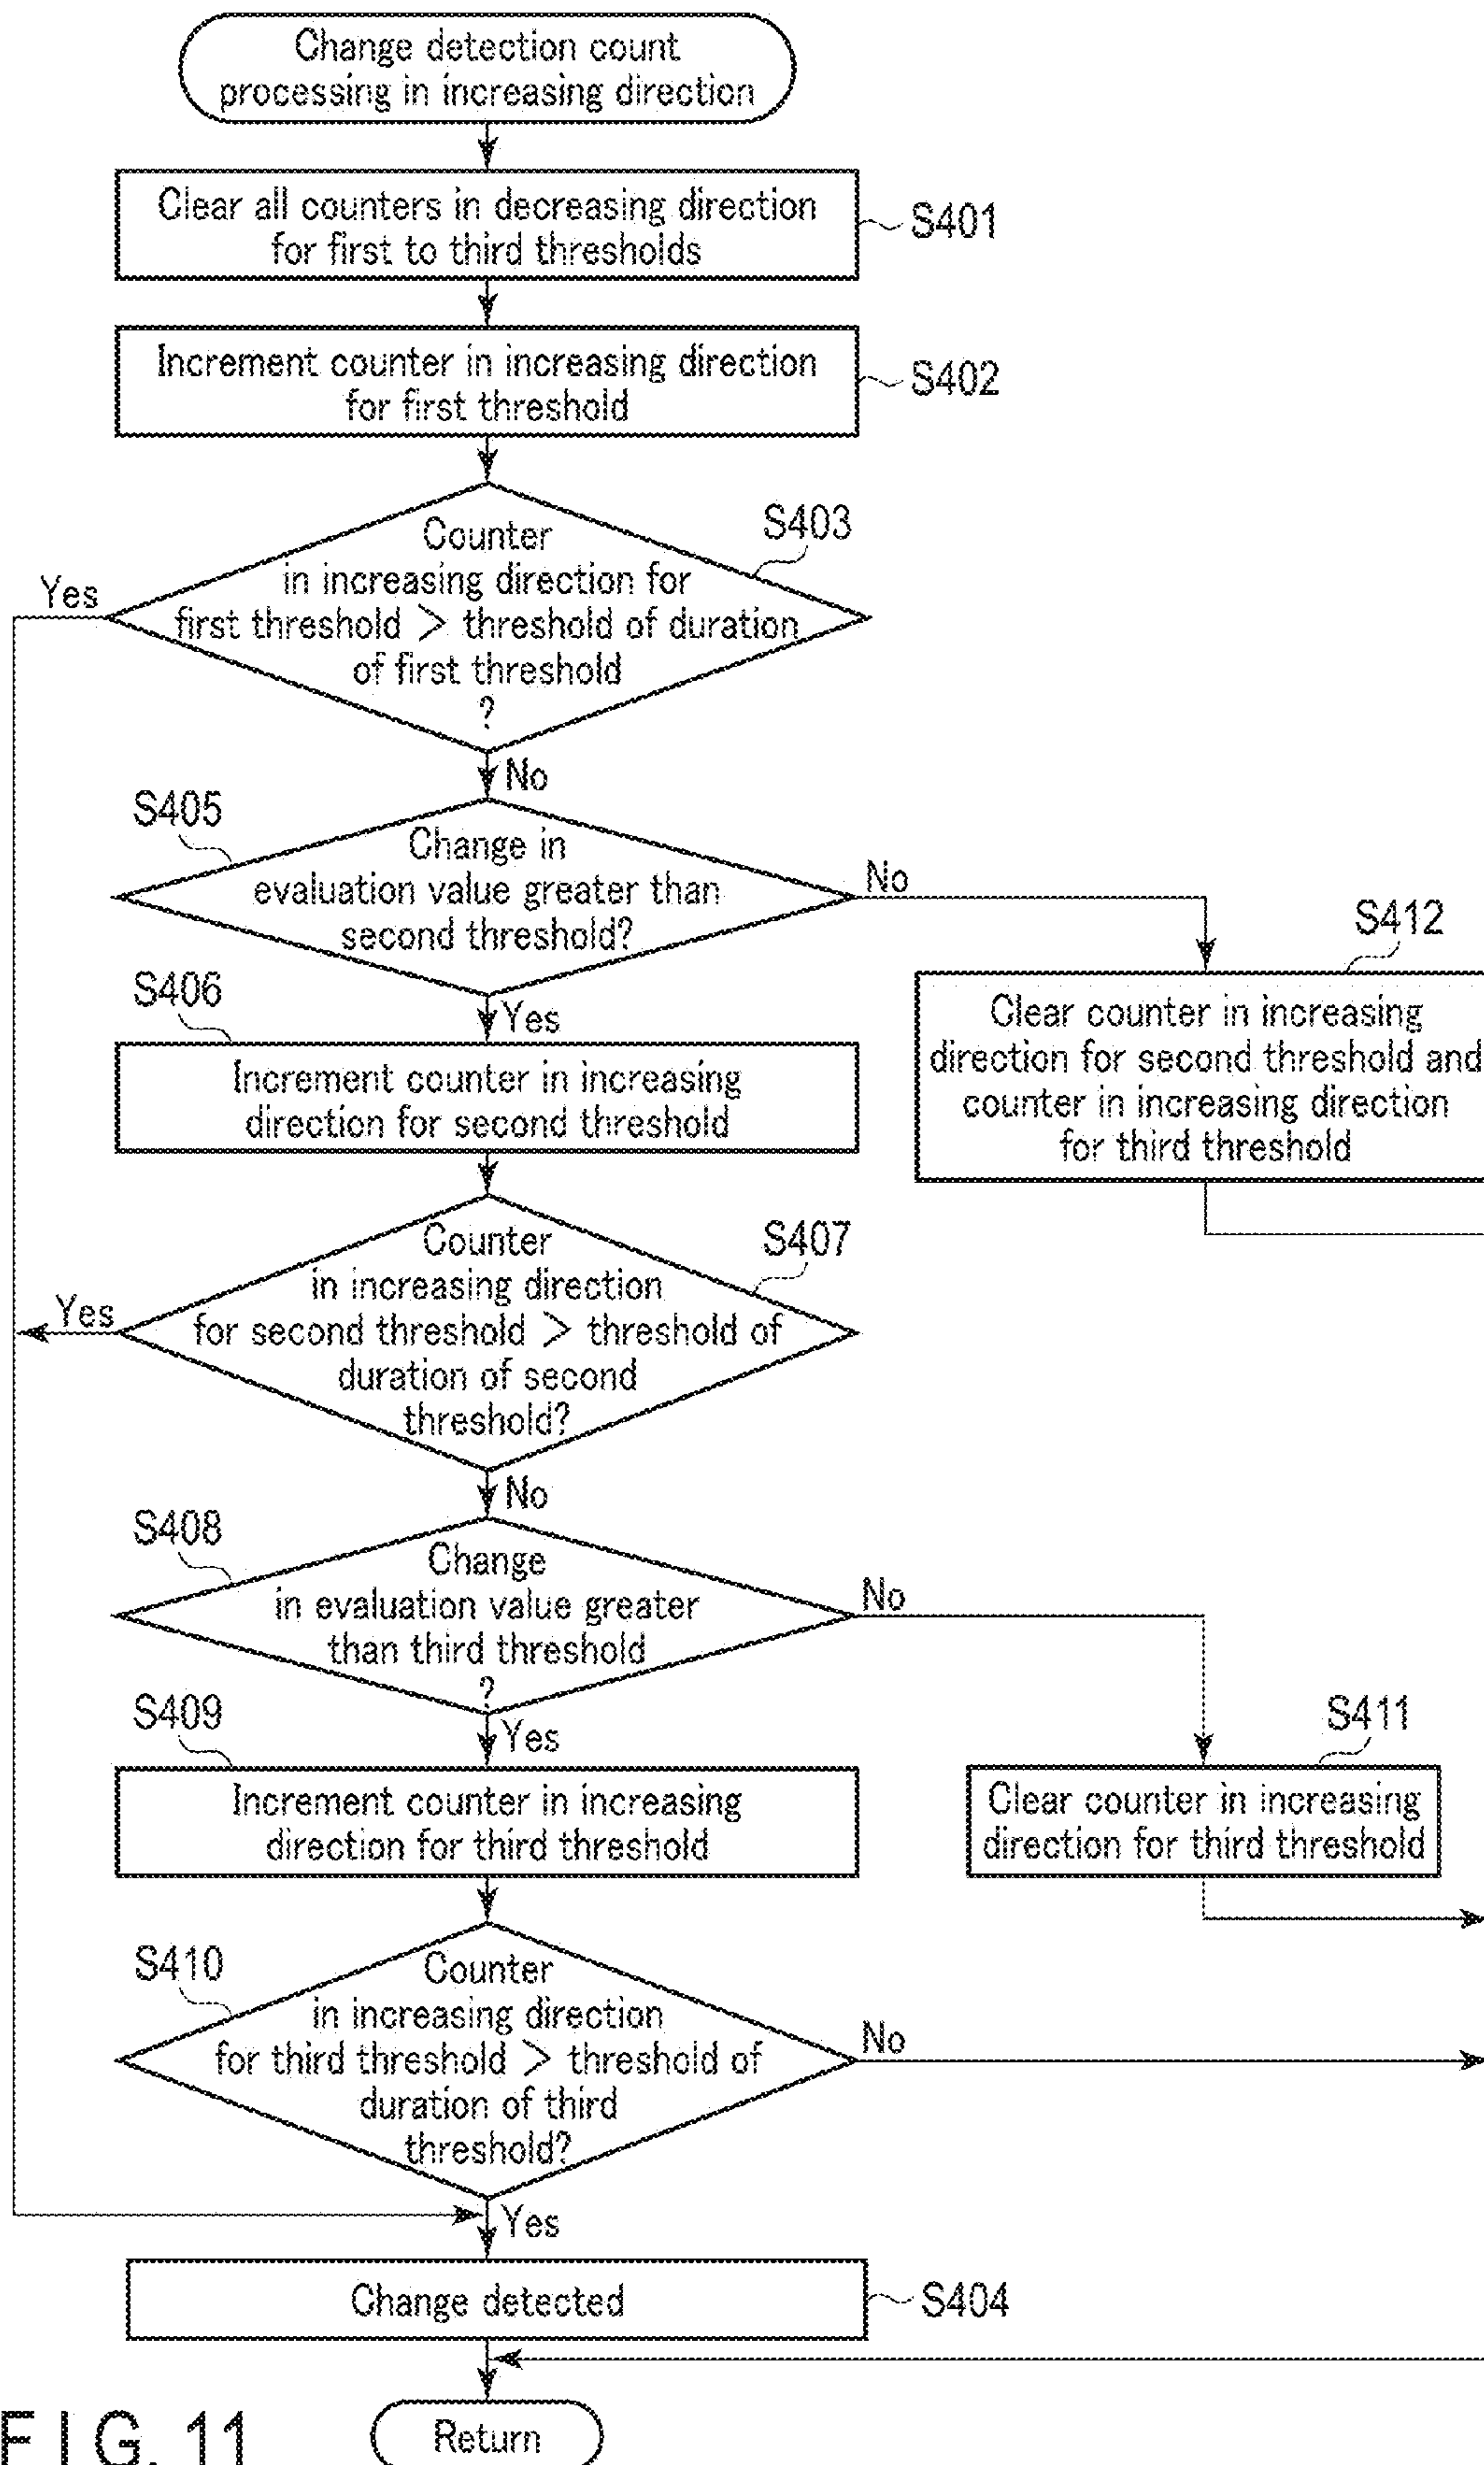 Change detection count
processing in increasing direction
Clear all counters in decreasing direction
for first to third thresholds
S401
Increment counter in increasing direction
for first threshold
S402
S403
Counter
in increasing direction for
first threshold > threshold of duration
of first threshold
?
Yes
No
S405
Change in
evaluation value greater than
second threshold?
No
S412
Clear counter in increasing
direction for second threshold and
counter in increasing direction
for third threshold
S406
Yes
Increment counter in increasing
direction for second threshold
S407
Counter
in increasing direction
for second threshold > threshold of
duration of second
threshold?
Yes
No
S408
Change
in evaluation value greater
than third threshold
?
No
S409
Yes
S411
Increment counter in increasing
direction for third threshold
Clear counter in increasing
direction for third threshold
S410
Counter
in increasing direction
for third threshold > threshold of
duration of third
threshold?
No
Yes
Change detected
S404
Return
FIG. 11